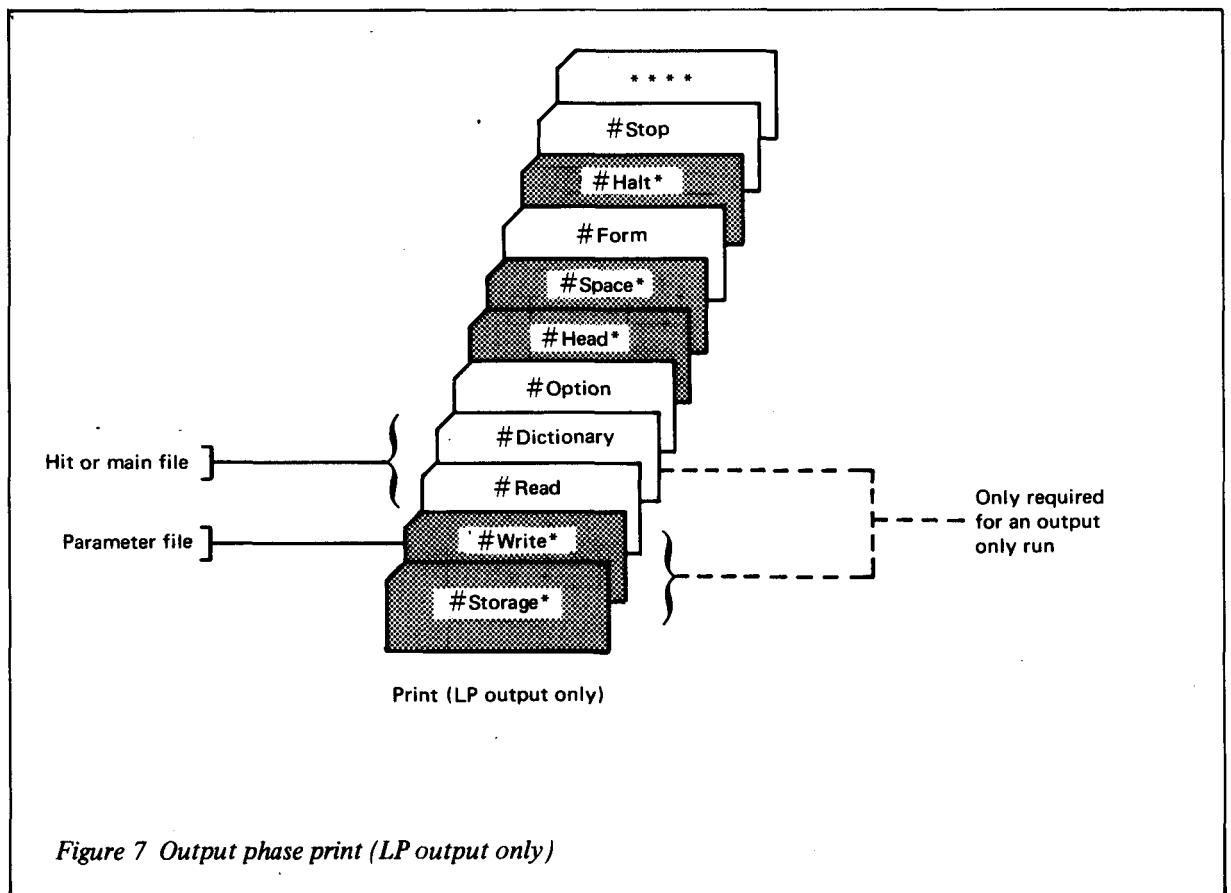 * * * *
#Stop
#Halt*
#Form
#Space*
#Head*
#Option
#Dictionary
Hit or main file
#Read
Only required
for an output
only run
Parameter file
#Write*
#Storage*
Print (LP output only)
Figure 7 Output phase print (LP output only)